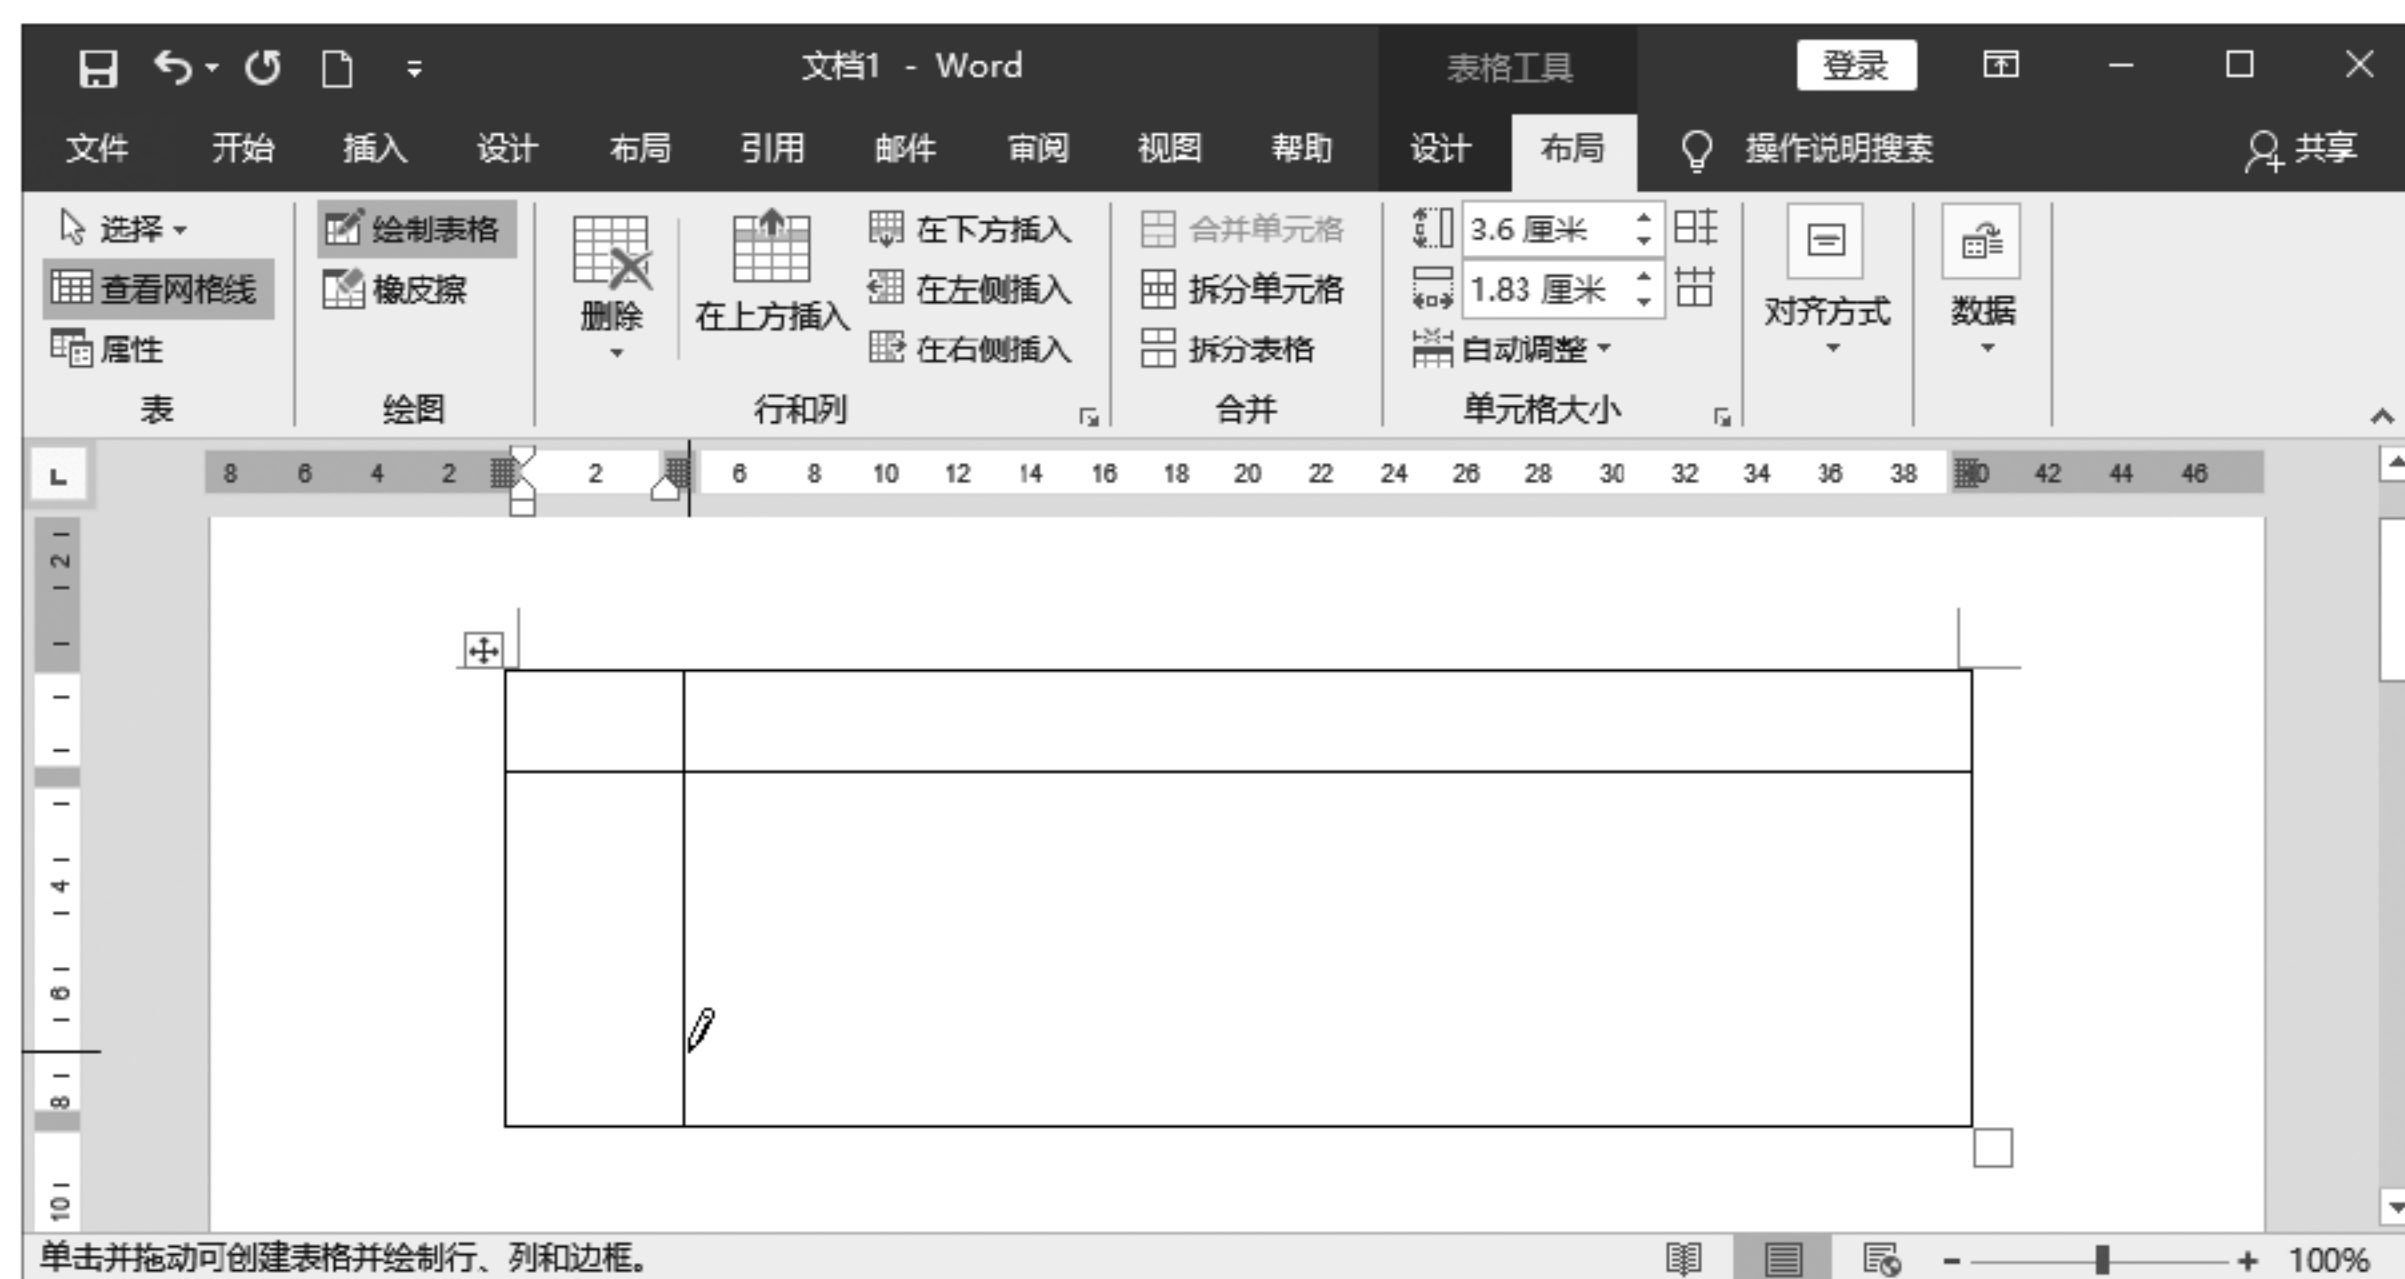 文档1 - Word
表格工具
登录
文件 开始 插入 设计 布局 引用 邮件 审阅 视图 帮助 设计 布局 操作说明搜索 共享
选择 绘制表格 在下方插入 合并单元格 3.6 厘米
查看网格线 橡皮擦 删除 在上方插入 在左侧插入 拆分单元格 1.83 厘米 对齐方式 数据
属性 在右侧插入 拆分表格 自动调整
表 绘图 行和列 合并 单元格大小
L 8 6 4 2 2 6 8 10 12 14 16 18 20 22 24 26 28 30 32 34 36 38 40 42 44 46
2
4
6
8
10
单击并拖动可创建表格并绘制行、列和边框。 100%